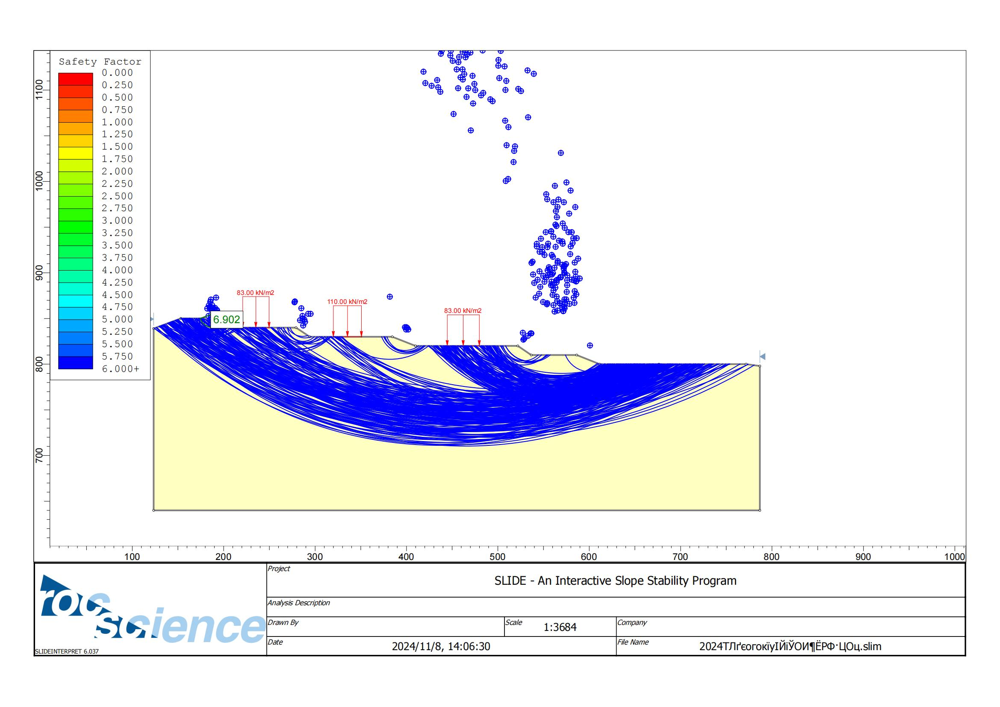 Safety Factor
0.000
0.250
0.500
0.750
1.000
1.250
1.500
1.750
2.000
2.250
2.500
2.750
3.000
3.250
3.500
3.750
4.000
4.250
4.500
4.750
5.000
5.250
5.500
5.750
6.000+
1100
1000
900
800
700
83.00 kN/m2
110.00 kN/m2
83.00 kN/m2
6.902
100 200 300 400 500 600 700 800 900 1000
rocscience
SLIDEINTERPRET 6.037
Project
SLIDE - An Interactive Slope Stability Program
Analysis Description
Drawn By
Scale 1:3684
Company
Date 2024/11/8, 14:06:30
File Name 2024ТЛґєогокїуІЙіЎОИ¶ЁРФ·ЦОц.slim